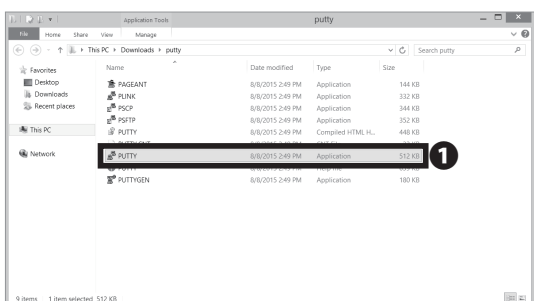 Application Tools
putty
File Home Share View Manage
This PC Downloads putty
Search putty
Name Date modified Type Size
Favorites
Desktop
Downloads
Recent places
This PC
Network
PAGEANT 8/8/2015 2:49 PM Application 144 KB
PLINK 8/8/2015 2:49 PM Application 332 KB
PSCP 8/8/2015 2:49 PM Application 344 KB
PSFTP 8/8/2015 2:49 PM Application 352 KB
PUTTY 8/8/2015 2:49 PM Compiled HTML H... 448 KB
PUTTY 8/8/2015 2:49 PM Application 512 KB
1
PUTTYGEN 8/8/2015 2:49 PM Application 180 KB
9 items 1 item selected 512 KB